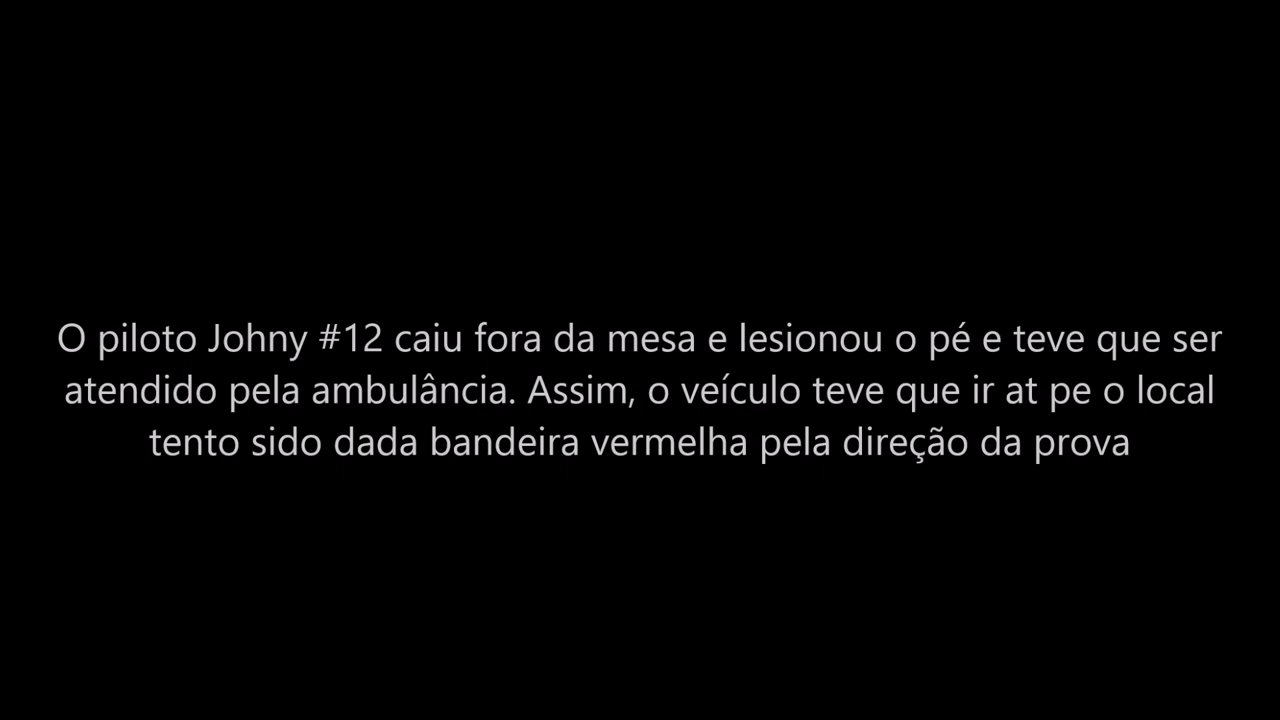 O piloto Johny #12 caiu fora da mesa e lesionou o pé e teve que ser
atendido pela ambulância. Assim, o veículo teve que ir at pe o local
tento sido dada bandeira vermelha pela direção da prova